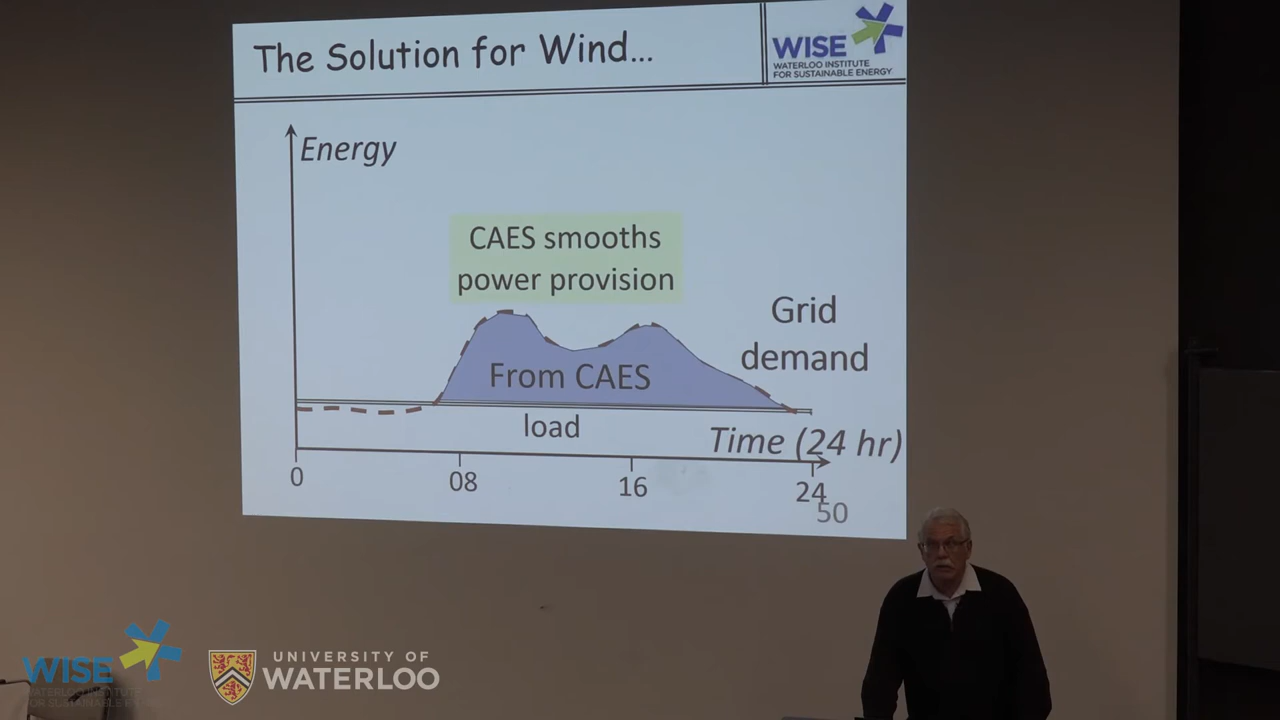 The Solution for Wind...
WISE
WATERLOO INSTITUTE
FOR SUSTAINABLE ENERGY
Energy
CAES smooths
power provision
Grid
demand
From CAES
load
Time (24 hr)
0
08
16
24
50
WISE
WATERLOO INSTITUTE
FOR SUSTAINABLE ENERGY
UNIVERSITY OF
WATERLOO